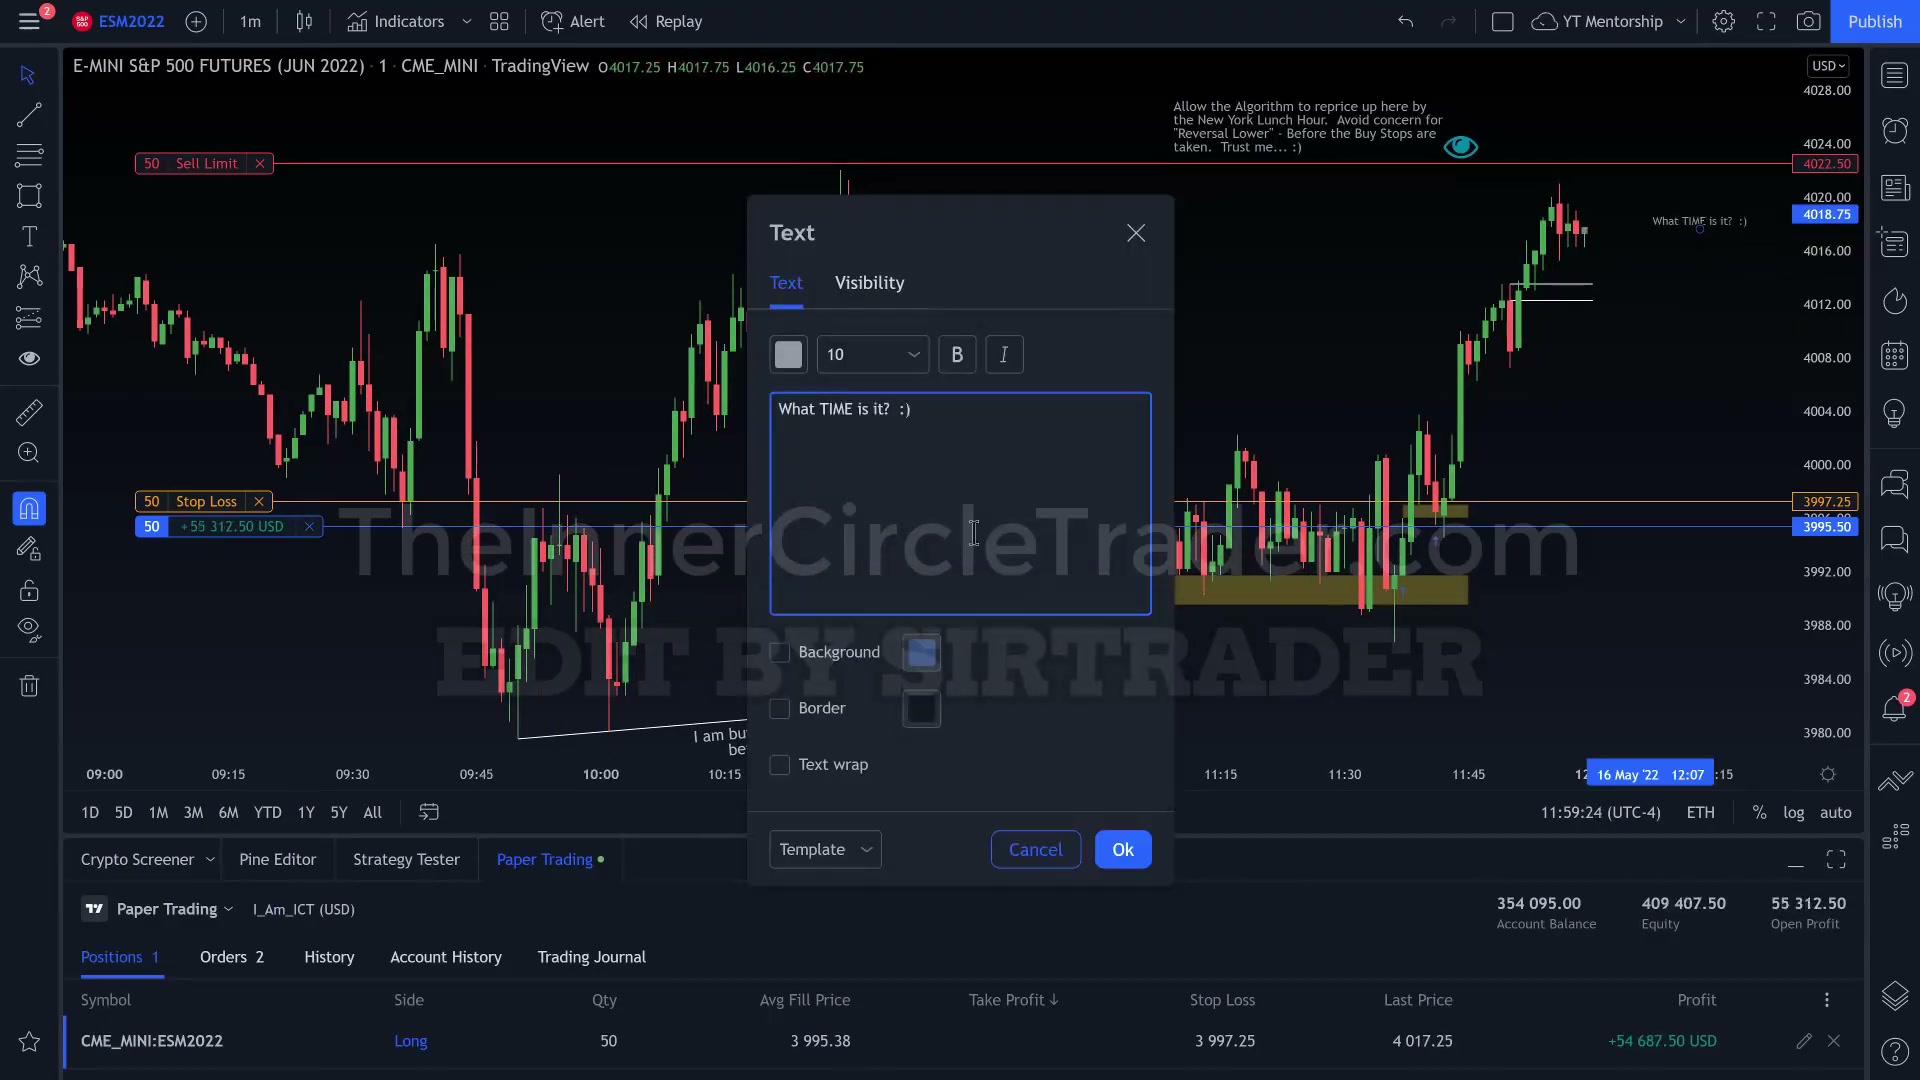 2
ESM2022
1m
Indicators
Alert
Replay
YT Mentorship
Publish
E-MINI S&P 500 FUTURES (JUN 2022) · 1 · CME_MINI · TradingView O4017.25 H4017.75 L4016.25 C4017.75
USD
4028.00
4024.00
4022.50
4020.00
4018.75
4016.00
4012.00
4008.00
4004.00
4000.00
3997.25
3995.50
3992.00
3988.00
3984.00
3980.00
Allow the Algorithm to reprice up here by
the New York Lunch Hour. Avoid concern for
"Reversal Lower" - Before the Buy Stops are
taken. Trust me... :)
50 Sell Limit
What TIME is it? :)
50 Stop Loss
50 +55 312.50 USD
I am bu
be
Text
Text Visibility
10 B I
What TIME is it? :)
Background
Border
Text wrap
Template Cancel Ok
TheInnerCircleTrader.com
EDIT BY SIRTRADER
09:00 09:15 09:30 09:45 10:00 10:15 11:15 11:30 11:45 12 16 May '22 12:07 :15
1D 5D 1M 3M 6M YTD 1Y 5Y All
11:59:24 (UTC-4) ETH % log auto
2
Crypto Screener Pine Editor Strategy Tester Paper Trading
Paper Trading I_Am_ICT (USD)
354 095.00 409 407.50 55 312.50
Account Balance Equity Open Profit
Positions 1 Orders 2 History Account History Trading Journal
Symbol Side Qty Avg Fill Price Take Profit ↓ Stop Loss Last Price Profit
CME_MINI:ESM2022 Long 50 3 995.38 3 997.25 4 017.25 +54 687.50 USD